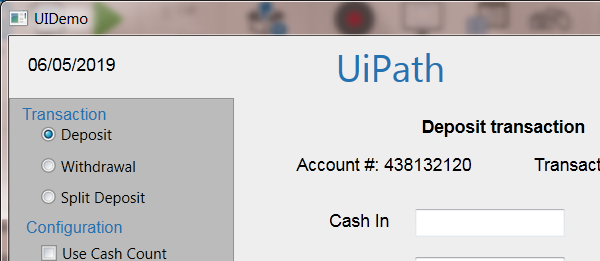 UIDemo
06/05/2019
UiPath
Transaction
Deposit
Withdrawal
Split Deposit
Configuration
Use Cash Count
Deposit transaction
Account #: 438132120 Transact
Cash In